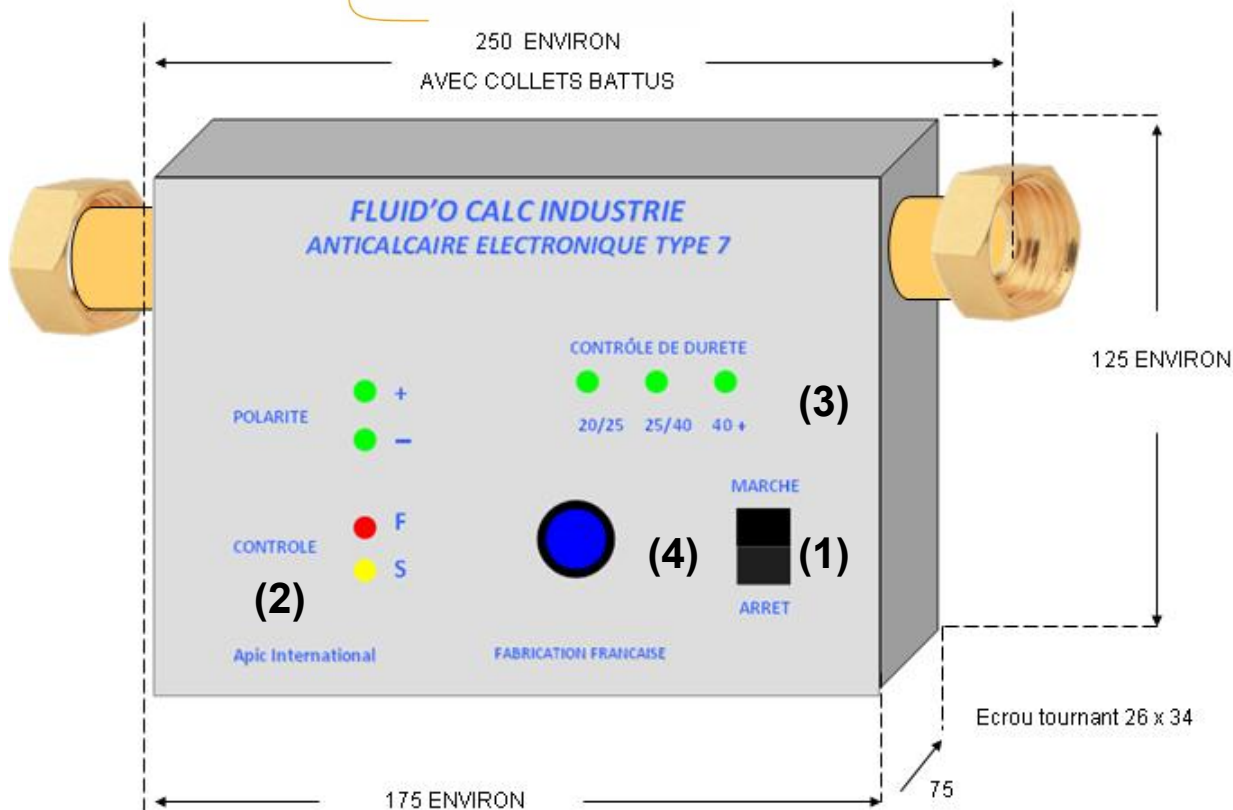 250 ENVIRON
AVEC COLLETS BATTUS
FLUID'O CALC INDUSTRIE
ANTICALCAIRE ELECTRONIQUE TYPE 7
CONTRÔLE DE DURETE
125 ENVIRON
+
POLARITE
(3)
20/25 25/40 40 +
–
MARCHE
F
CONTROLE
(4)
(1)
S
(2)
ARRET
Apic International
FABRICATION FRANCAISE
Ecrou tournant 26 x 34
75
175 ENVIRON